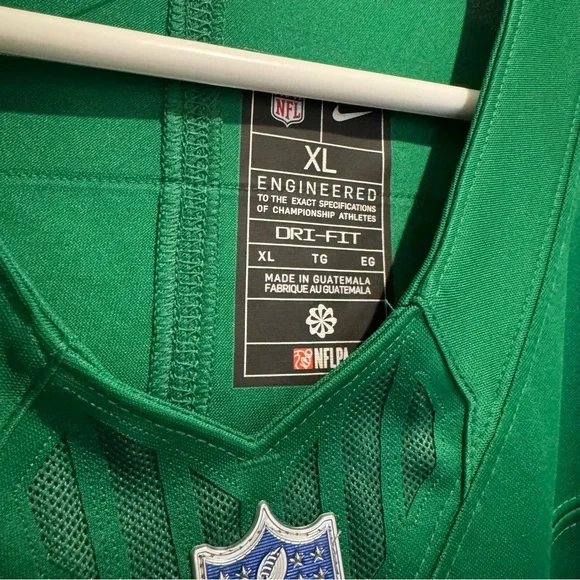 NFL
XL
ENGINEERED
TO THE EXACT SPECIFICATIONS
OF CHAMPIONSHIP ATHLETES
DRI-FIT
XL TG EG
MADE IN GUATEMALA
FABRIQUE AU GUATEMALA
NFLPA